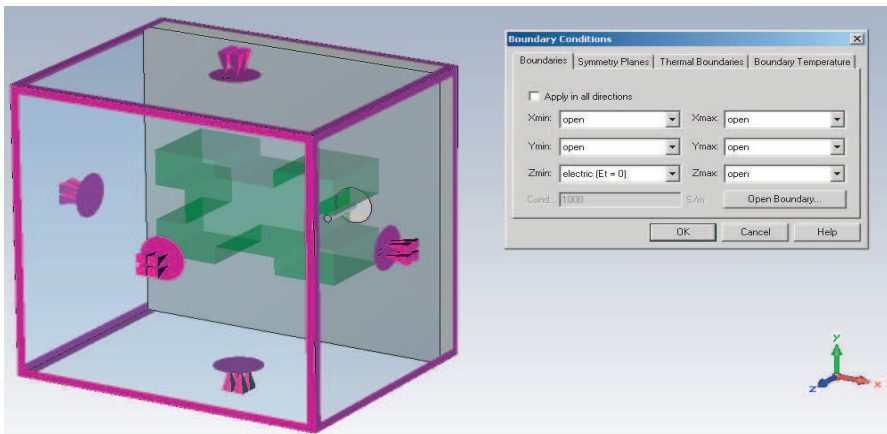 Boundary Conditions
Boundaries Symmetry Planes Thermal Boundaries Boundary Temperature
Apply in all directions
Xmin: open Xmax: open
Ymin: open Ymax: open
Zmin: electric (Et = 0) Zmax: open
Cond.: 1000 S/m Open Boundary...
OK Cancel Help
y
z x